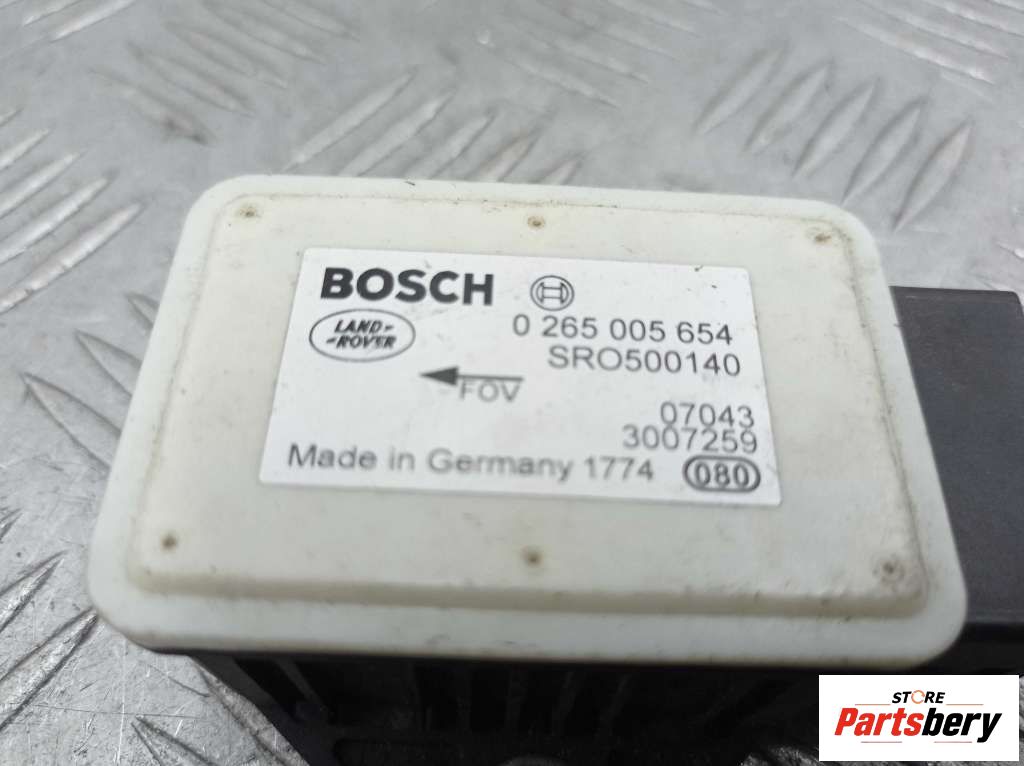 BOSCH
0 265 005 654
LAND-
-ROVER
SRO500140
FOV
07043
3007259
Made in Germany 1774 080
STORE
Partsbery